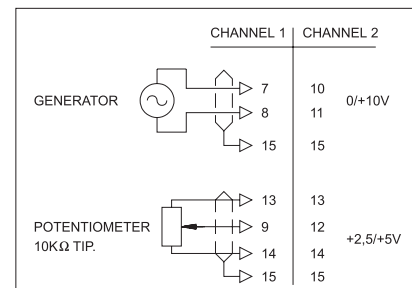 CHANNEL 1 CHANNEL 2
GENERATOR
7 10
8 11
0/+10V
15 15
POTENTIOMETER
10KΩ TIP.
13 13
9 12
+2,5/+5V
14 14
15 15